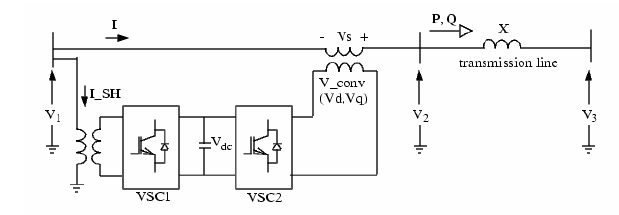 P, Q
I
- Vs +
X
transmission line
V_conv
(Vd,Vq)
I_SH
V1
V2
V3
Vdc
VSC1
VSC2